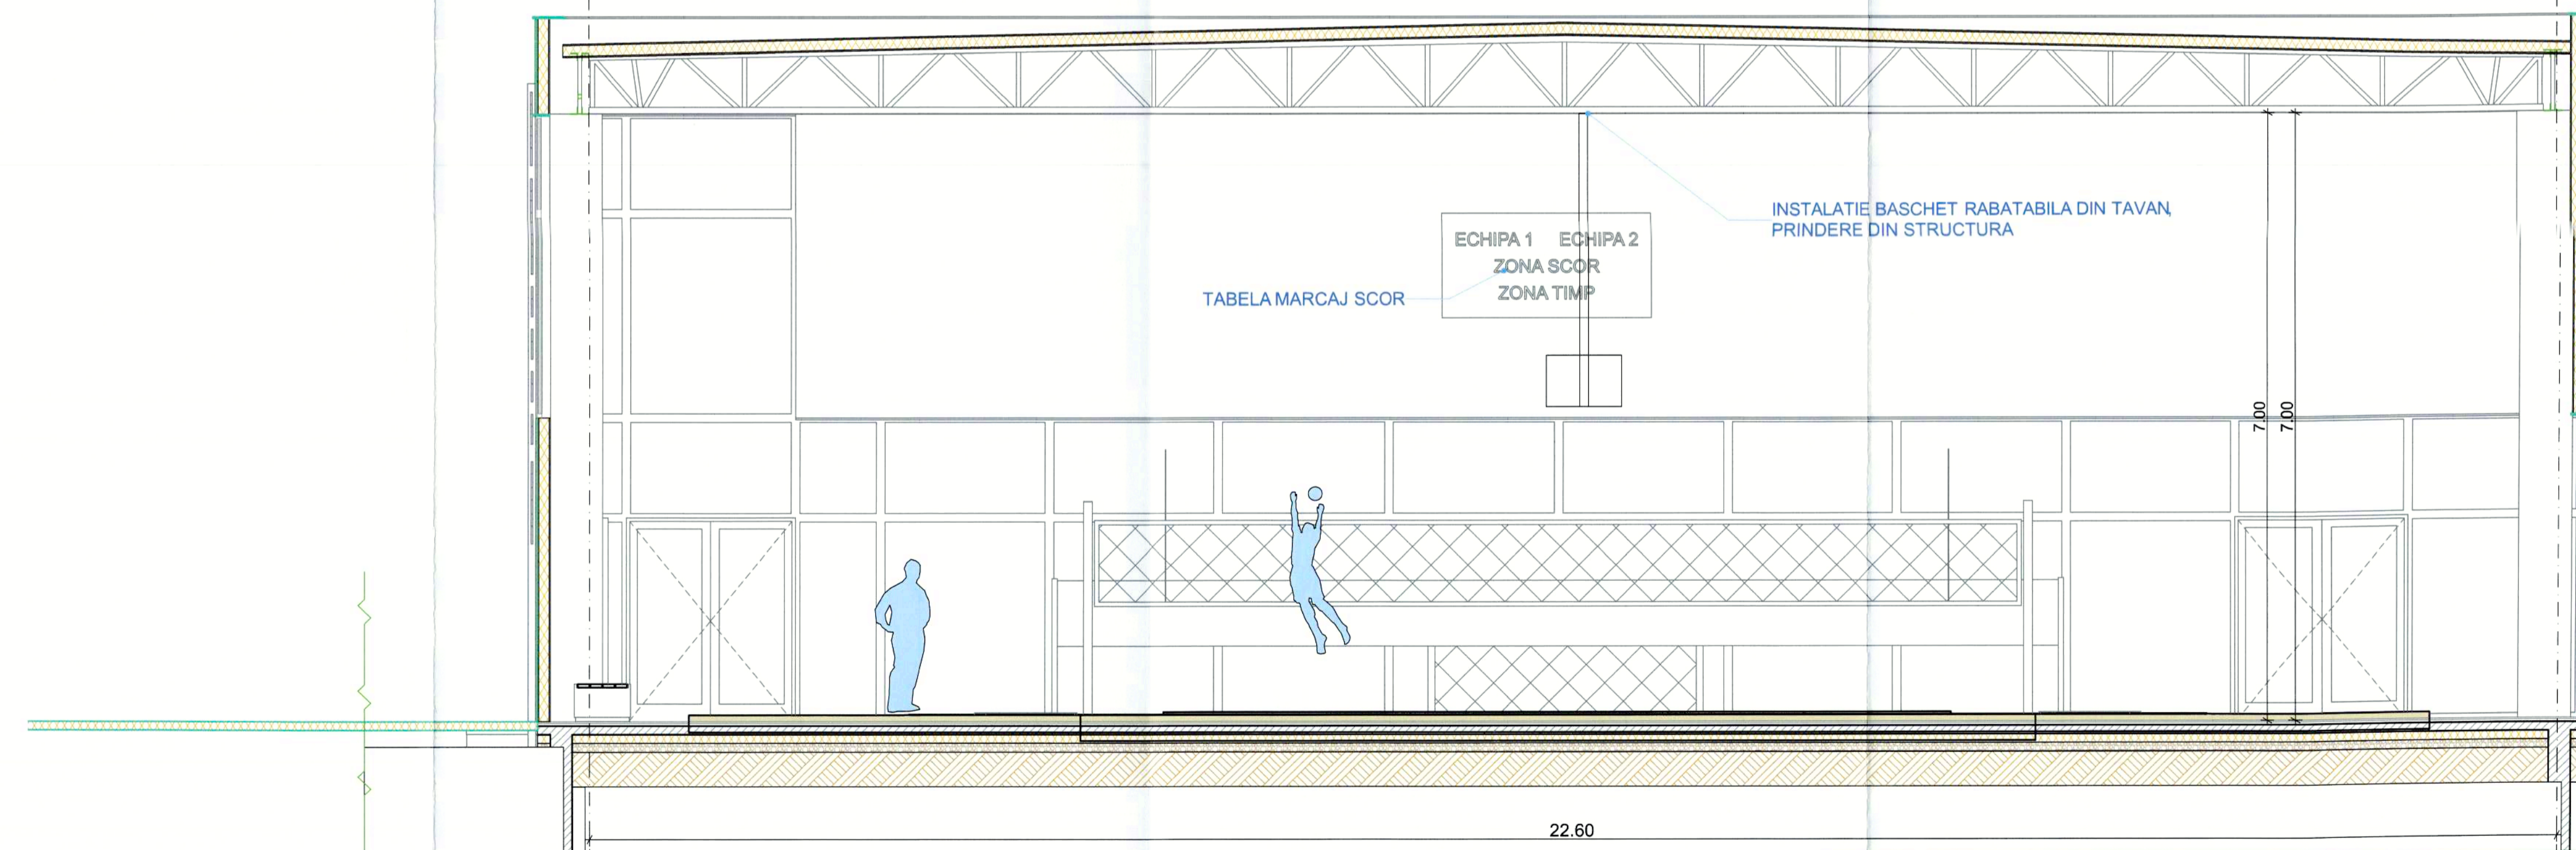 INSTALATIE BASCHET RABATABILA DIN TAVAN,
PRINDERE DIN STRUCTURA
ECHIPA 1 ECHIPA 2
ZONA SCOR
ZONA TIMP
TABELA MARCAJ SCOR
7.00
7.00
22.60